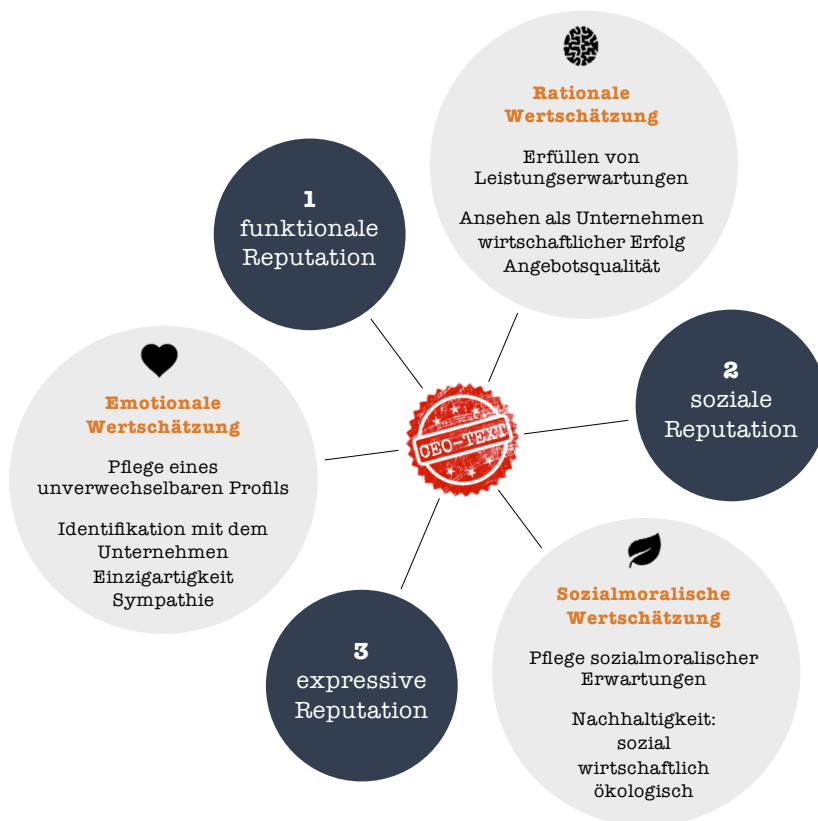 Rationale
Wertschätzung
Erfüllen von
Leistungserwartungen
Ansehen als Unternehmen
wirtschaftlicher Erfolg
Angebotsqualität
1
funktionale
Reputation
2
soziale
Reputation
CEO-TEXT
Emotionale
Wertschätzung
Pflege eines
unverwechselbaren Profils
Identifikation mit dem
Unternehmen
Einzigartigkeit
Sympathie
Sozialmoralische
Wertschätzung
Pflege sozialmoralischer
Erwartungen
Nachhaltigkeit:
sozial
wirtschaftlich
ökologisch
3
expressive
Reputation